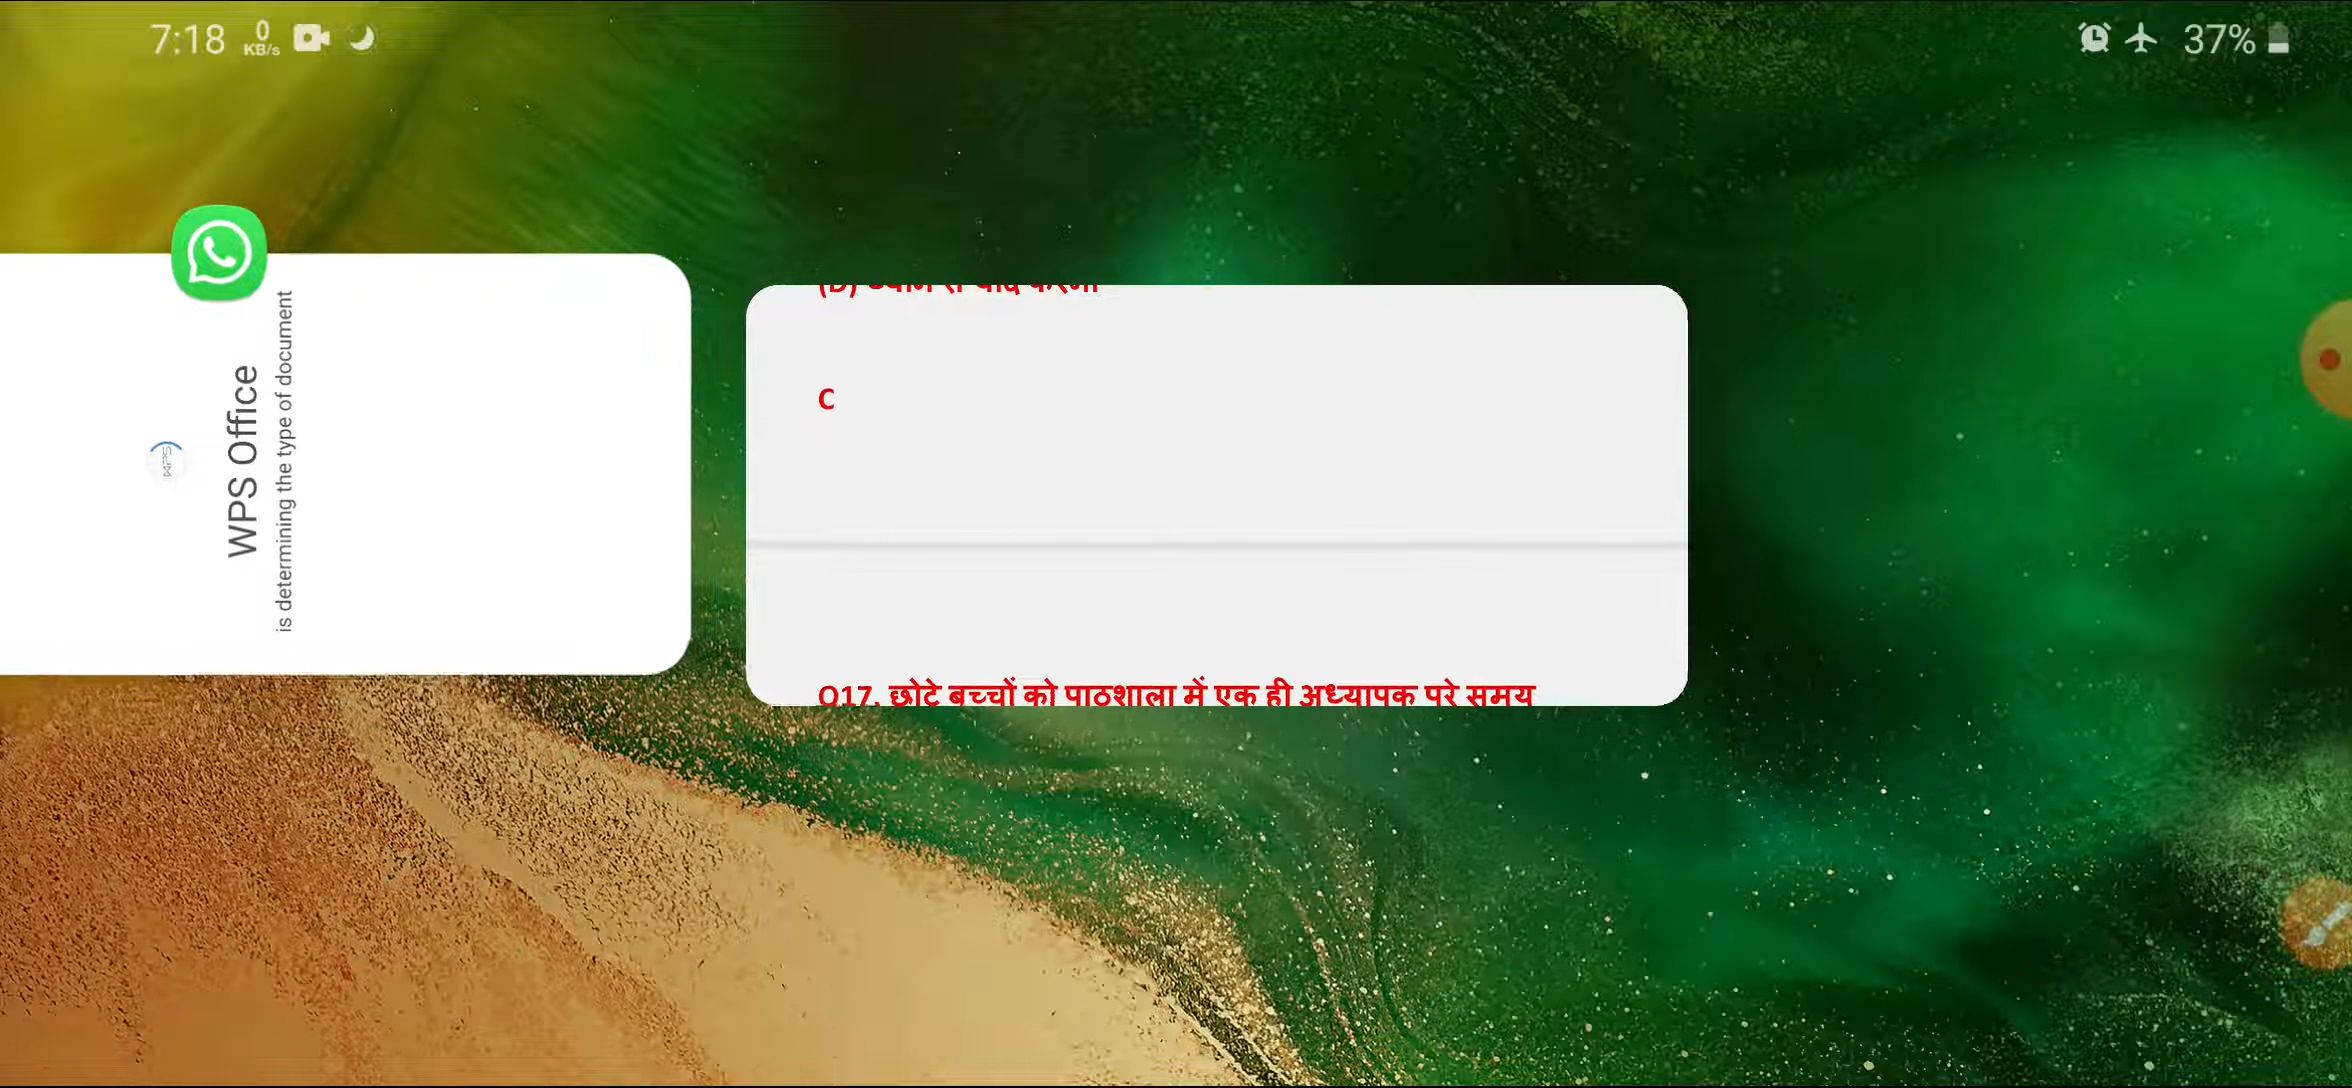 7:18 0 KB/s 37%
WPS Office
is determining the type of document
(D) ध्यान से याद करना
C
Q17. छोटे बच्चों को पाठशाला में एक ही अध्यापक पूरे समय